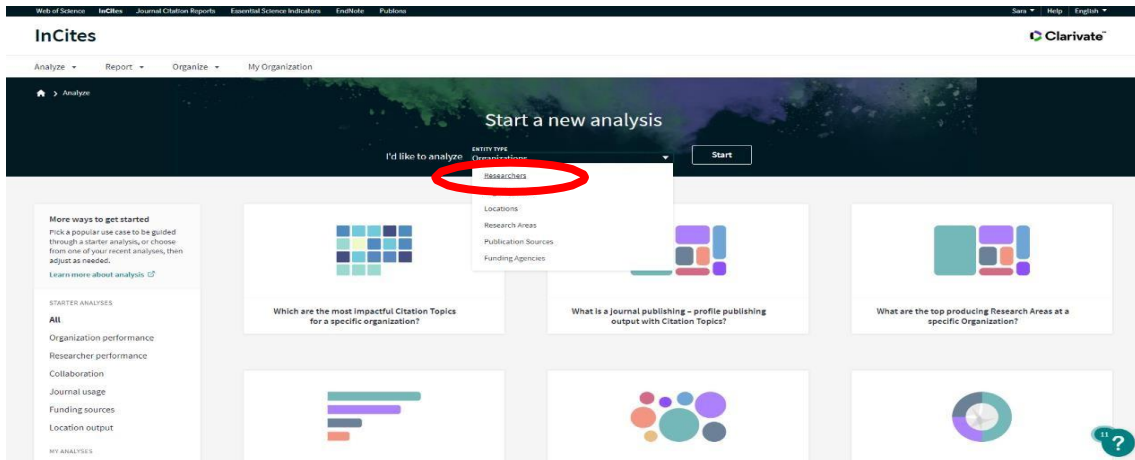 Web of Science InCites Journal Citation Reports Essential Science Indicators EndNote Publons Sara Help English
InCites
Clarivate™
Analyze Report Organize My Organization
> Analyze
Start a new analysis
I'd like to analyze
ENTITY TYPE
Organizations
Start
Researchers
Locations
Research Areas
Publication Sources
Funding Agencies
More ways to get started
Pick a popular use case to be guided
through a starter analysis, or choose
from one of your recent analyses, then
adjust as needed.
Learn more about analysis
STARTER ANALYSES
All
Organization performance
Researcher performance
Collaboration
Journal usage
Funding sources
Location output
MY ANALYSES
Which are the most impactful Citation Topics
for a specific organization?
What is a journal publishing – profile publishing
output with Citation Topics?
What are the top producing Research Areas at a
specific Organization?
11
?